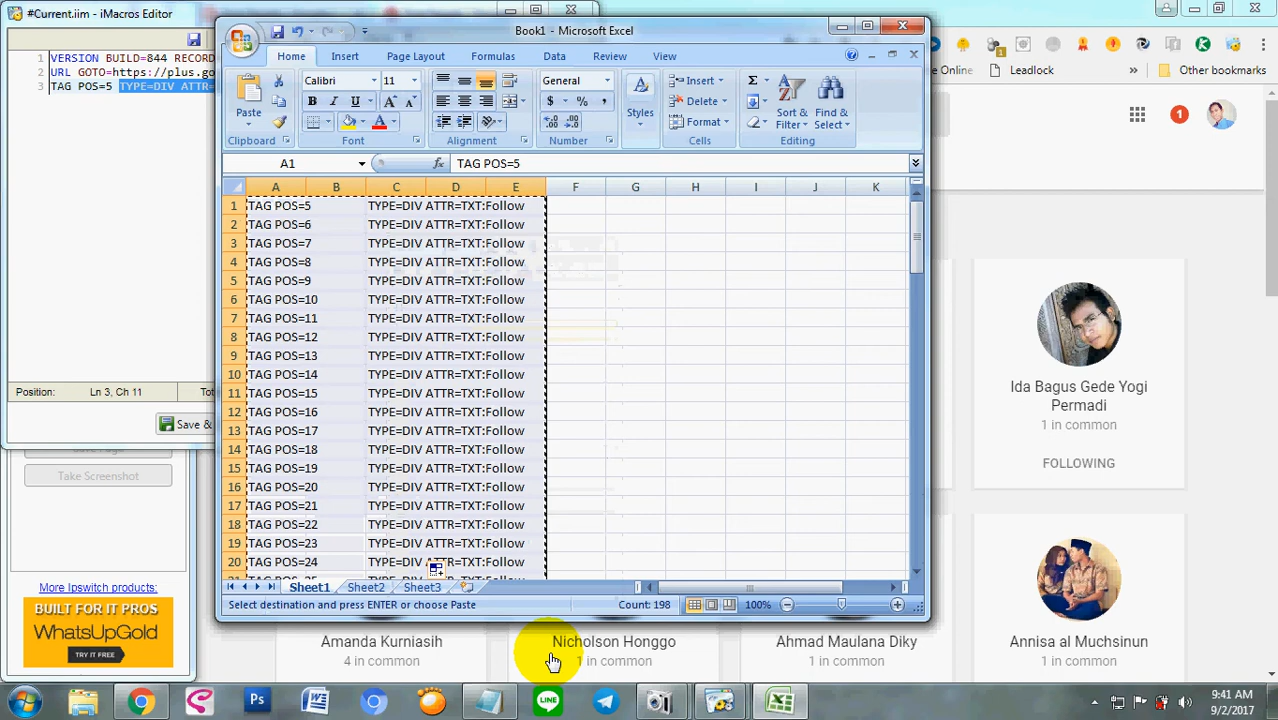 #Current.iim - iMacros Editor
1 VERSION BUILD=844 RECORD
2 URL GOTO=https://plus.go
3 TAG POS=5 TYPE=DIV ATTR=
Position: Ln 3, Ch 11
Save &
Take Screenshot
More Ipswitch products.
BUILT FOR IT PROS
WhatsUpGold
TRY IT FREE
Book1 - Microsoft Excel
Home Insert Page Layout Formulas Data Review View
Calibri 11 General
Paste
B I U
$ % ,
Styles
Insert
Delete
Format
Sort & Filter
Find & Select
Clipboard Font Alignment Number Cells Editing
A1 fx TAG POS=5
A B C D E F G H I J K
1 TAG POS=5 TYPE=DIV ATTR=TXT:Follow
2 TAG POS=6 TYPE=DIV ATTR=TXT:Follow
3 TAG POS=7 TYPE=DIV ATTR=TXT:Follow
4 TAG POS=8 TYPE=DIV ATTR=TXT:Follow
5 TAG POS=9 TYPE=DIV ATTR=TXT:Follow
6 TAG POS=10 TYPE=DIV ATTR=TXT:Follow
7 TAG POS=11 TYPE=DIV ATTR=TXT:Follow
8 TAG POS=12 TYPE=DIV ATTR=TXT:Follow
9 TAG POS=13 TYPE=DIV ATTR=TXT:Follow
10 TAG POS=14 TYPE=DIV ATTR=TXT:Follow
11 TAG POS=15 TYPE=DIV ATTR=TXT:Follow
12 TAG POS=16 TYPE=DIV ATTR=TXT:Follow
13 TAG POS=17 TYPE=DIV ATTR=TXT:Follow
14 TAG POS=18 TYPE=DIV ATTR=TXT:Follow
15 TAG POS=19 TYPE=DIV ATTR=TXT:Follow
16 TAG POS=20 TYPE=DIV ATTR=TXT:Follow
17 TAG POS=21 TYPE=DIV ATTR=TXT:Follow
18 TAG POS=22 TYPE=DIV ATTR=TXT:Follow
19 TAG POS=23 TYPE=DIV ATTR=TXT:Follow
20 TAG POS=24 TYPE=DIV ATTR=TXT:Follow
Sheet1 Sheet2 Sheet3
Select destination and press ENTER or choose Paste Count: 198 100%
Online Leadlock » Other bookmarks
1
Ida Bagus Gede Yogi
Permadi
1 in common
FOLLOWING
Amanda Kurniasih
4 in common
Nicholson Honggo
1 in common
Ahmad Maulana Diky
1 in common
Annisa al Muchsinun
1 in common
Ps
LINE
9:41 AM
9/2/2017